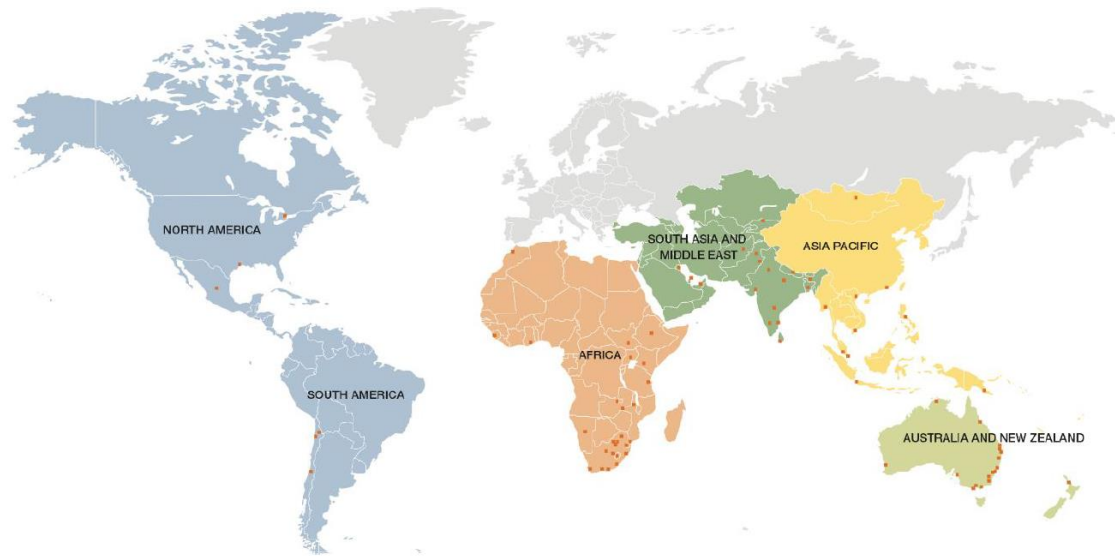 NORTH AMERICA
SOUTH ASIA AND
MIDDLE EAST
ASIA PACIFIC
AFRICA
SOUTH AMERICA
AUSTRALIA AND NEW ZEALAND